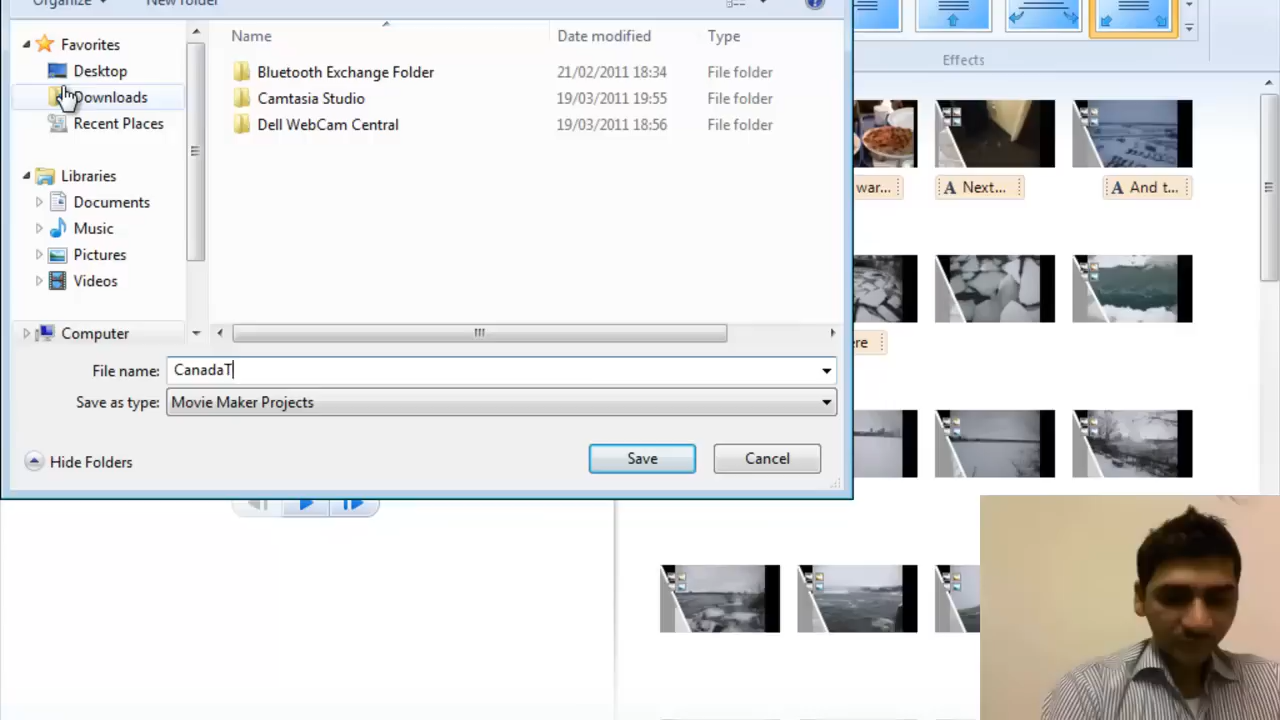 Organize New folder
Name Date modified Type
Favorites
Desktop
Downloads
Recent Places
Libraries
Documents
Music
Pictures
Videos
Computer
Bluetooth Exchange Folder 21/02/2011 18:34 File folder
Camtasia Studio 19/03/2011 19:55 File folder
Dell WebCam Central 19/03/2011 18:56 File folder
File name: CanadaT
Save as type: Movie Maker Projects
Hide Folders
Save Cancel
Effects
war... A Next... A And t...
ere